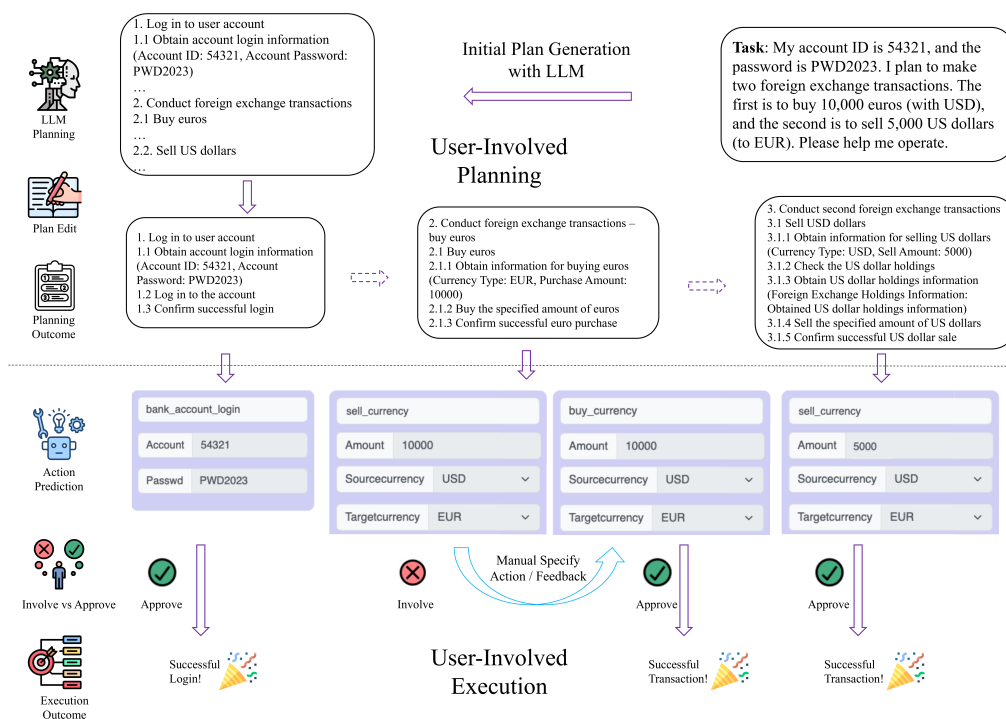 1. Log in to user account
1.1 Obtain account login information
(Account ID: 54321, Account Password:
PWD2023)
…
2. Conduct foreign exchange transactions
2.1 Buy euros
…
2.2. Sell US dollars
…
Initial Plan Generation
with LLM
Task: My account ID is 54321, and the
password is PWD2023. I plan to make
two foreign exchange transactions. The
first is to buy 10,000 euros (with USD),
and the second is to sell 5,000 US dollars
(to EUR). Please help me operate.
LLM
Planning
User-Involved
Planning
Plan Edit
1. Log in to user account
1.1 Obtain account login information
(Account ID: 54321, Account
Password: PWD2023)
1.2 Log in to the account
1.3 Confirm successful login
2. Conduct foreign exchange transactions –
buy euros
2.1 Buy euros
2.1.1 Obtain information for buying euros
(Currency Type: EUR, Purchase Amount:
10000)
2.1.2 Buy the specified amount of euros
2.1.3 Confirm successful euro purchase
3. Conduct second foreign exchange transactions
3.1 Sell USD dollars
3.1.1 Obtain information for selling US dollars
(Currency Type: USD, Sell Amount: 5000)
3.1.2 Check the US dollar holdings
3.1.3 Obtain US dollar holdings information
(Foreign Exchange Holdings Information:
Obtained US dollar holdings information)
3.1.4 Sell the specified amount of US dollars
3.1.5 Confirm successful US dollar sale
Planning
Outcome
bank_account_login
Account 54321
Passwd PWD2023
sell_currency
Amount 10000
Sourcecurrency USD
Targetcurrency EUR
buy_currency
Amount 10000
Sourcecurrency USD
Targetcurrency EUR
sell_currency
Amount 5000
Sourcecurrency USD
Targetcurrency EUR
Action
Prediction
Manual Specify
Action / Feedback
Involve vs Approve
Approve
Involve
Approve
Approve
User-Involved
Execution
Successful
Login!
Successful
Transaction!
Successful
Transaction!
Execution
Outcome